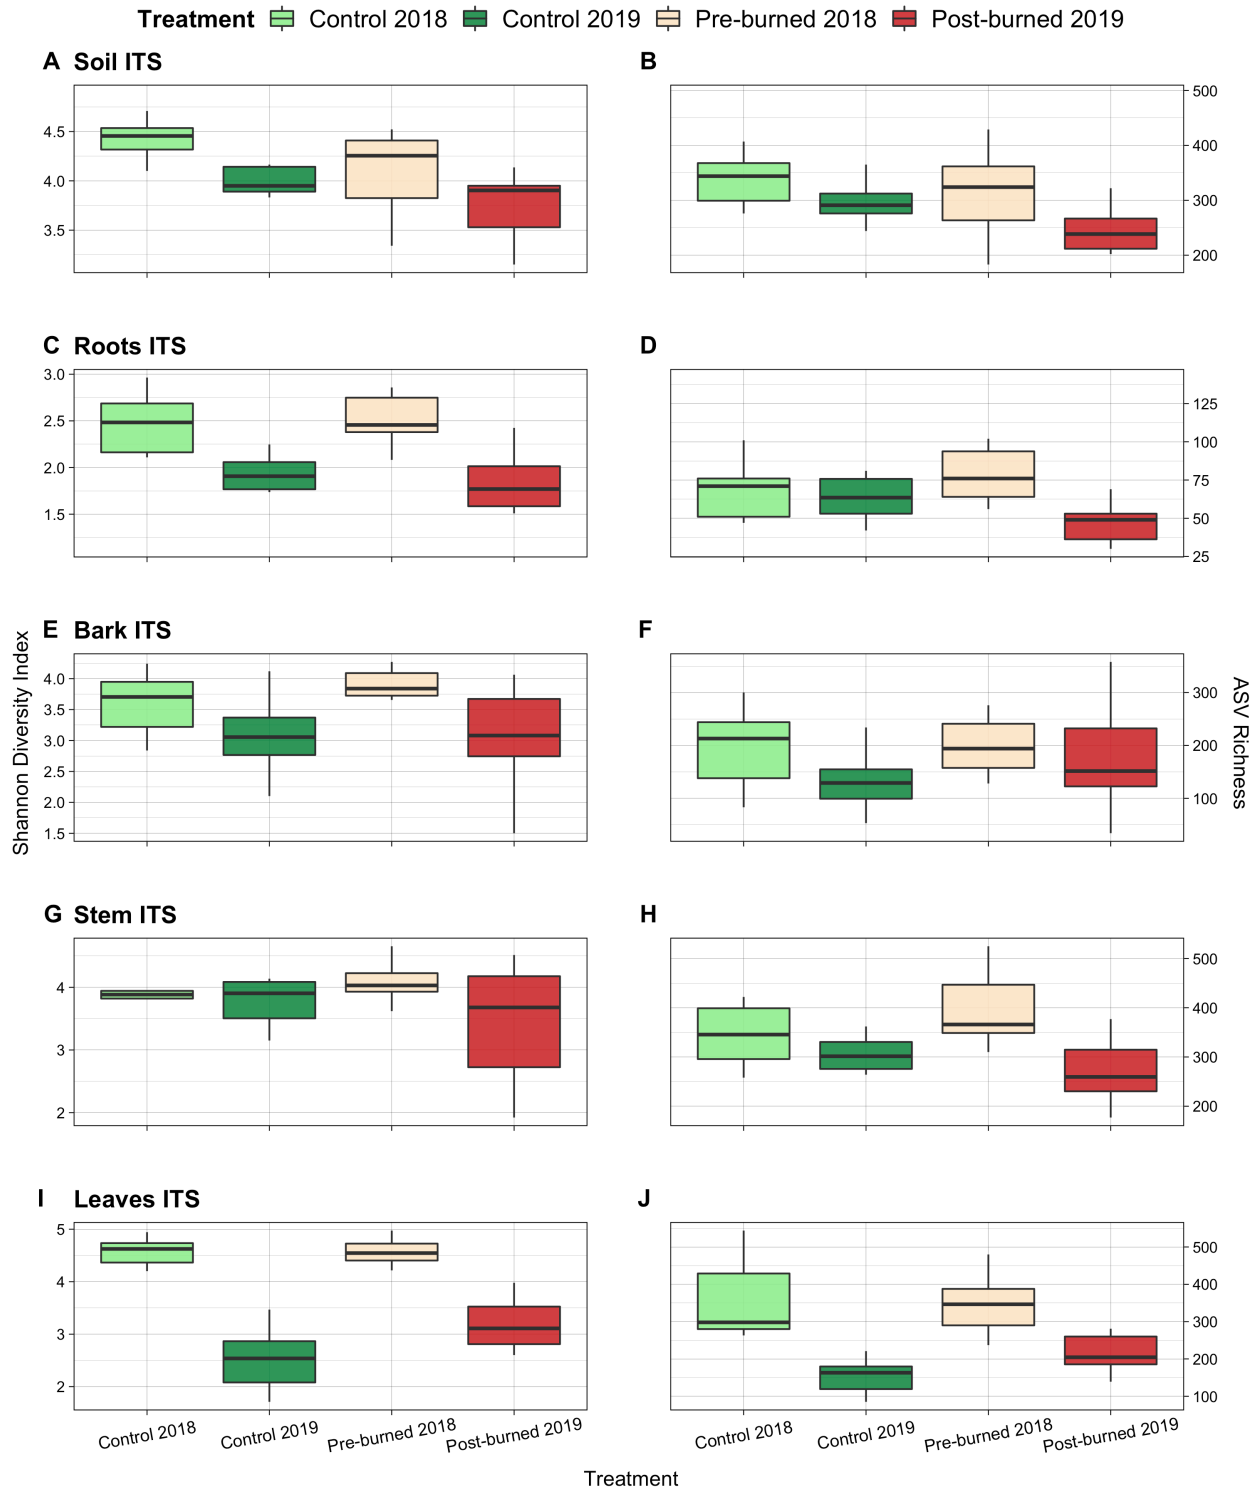 Treatment Control 2018 Control 2019 Pre-burned 2018 Post-burned 2019
A Soil ITS
B
4.5
4.0
3.5
500
400
300
200
C Roots ITS
D
3.0
2.5
2.0
1.5
125
100
75
50
25
E Bark ITS
F
4.0
3.5
3.0
2.5
2.0
1.5
300
200
100
Shannon Diversity Index
ASV Richness
G Stem ITS
H
4
3
2
500
400
300
200
I Leaves ITS
J
5
4
3
2
500
400
300
200
100
Control 2018 Control 2019 Pre-burned 2018 Post-burned 2019
Control 2018 Control 2019 Pre-burned 2018 Post-burned 2019
Treatment